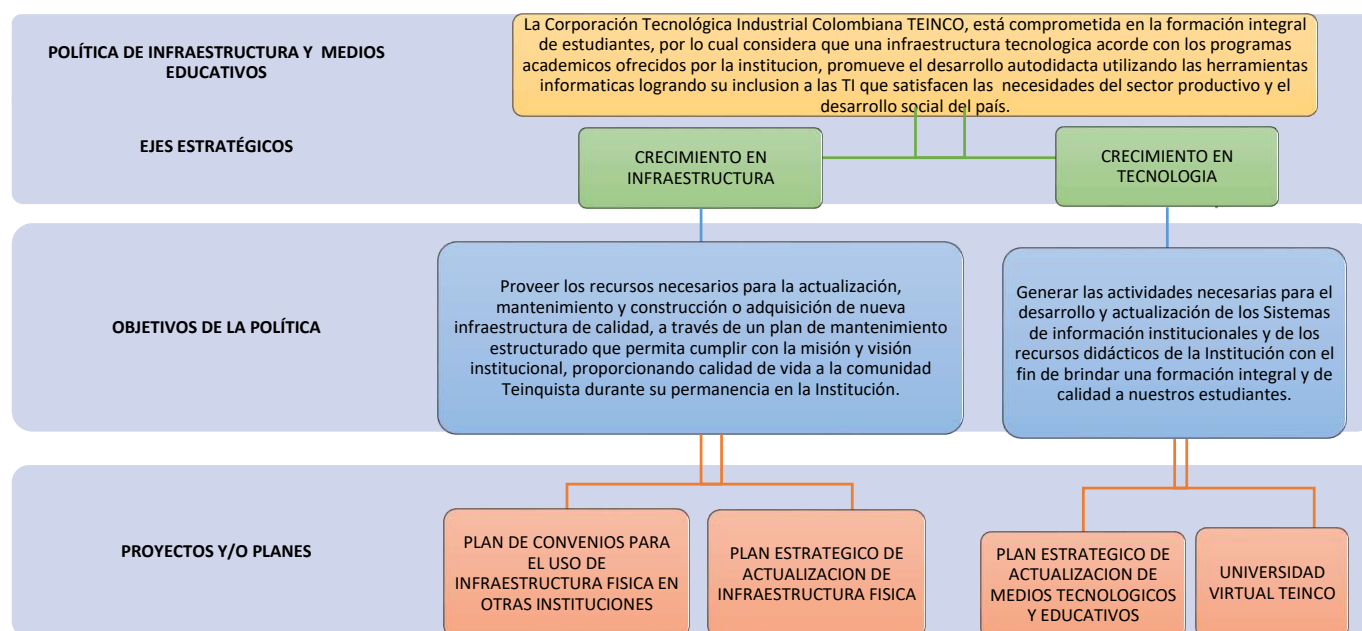 POLÍTICA DE INFRAESTRUCTURA Y MEDIOS
EDUCATIVOS
La Corporación Tecnológica Industrial Colombiana TEINCO, está comprometida en la formación integral
de estudiantes, por lo cual considera que una infraestructura tecnologica acorde con los programas
academicos ofrecidos por la institucion, promueve el desarrollo autodidacta utilizando las herramientas
informaticas logrando su inclusion a las TI que satisfacen las necesidades del sector productivo y el
desarrollo social del país.
EJES ESTRATÉGICOS
CRECIMIENTO EN
INFRAESTRUCTURA
CRECIMIENTO EN
TECNOLOGIA
OBJETIVOS DE LA POLÍTICA
Proveer los recursos necesarios para la actualización,
mantenimiento y construcción o adquisición de nueva
infraestructura de calidad, a través de un plan de mantenimiento
estructurado que permita cumplir con la misión y visión
institucional, proporcionando calidad de vida a la comunidad
Teinquista durante su permanencia en la Institución.
Generar las actividades necesarias para el
desarrollo y actualización de los Sistemas
de información institucionales y de los
recursos didácticos de la Institución con el
fin de brindar una formación integral y de
calidad a nuestros estudiantes.
PROYECTOS Y/O PLANES
PLAN DE CONVENIOS PARA
EL USO DE
INFRAESTRUCTURA FISICA EN
OTRAS INSTITUCIONES
PLAN ESTRATEGICO DE
ACTUALIZACION DE
INFRAESTRUCTURA FISICA
PLAN ESTRATEGICO DE
ACTUALIZACION DE
MEDIOS TECNOLOGICOS
Y EDUCATIVOS
UNIVERSIDAD
VIRTUAL TEINCO